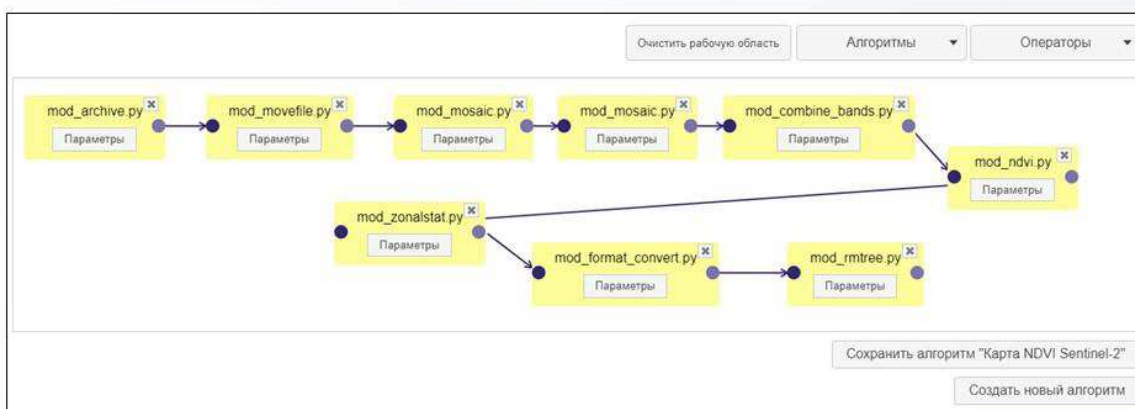 Очистить рабочую область
Алгоритмы
Операторы
mod_archive.py
Параметры
mod_movefile.py
Параметры
mod_mosaic.py
Параметры
mod_mosaic.py
Параметры
mod_combine_bands.py
Параметры
mod_ndvi.py
Параметры
mod_zonalstat.py
Параметры
mod_format_convert.py
Параметры
mod_rmtree.py
Параметры
Сохранить алгоритм "Карта NDVI Sentinel-2"
Создать новый алгоритм